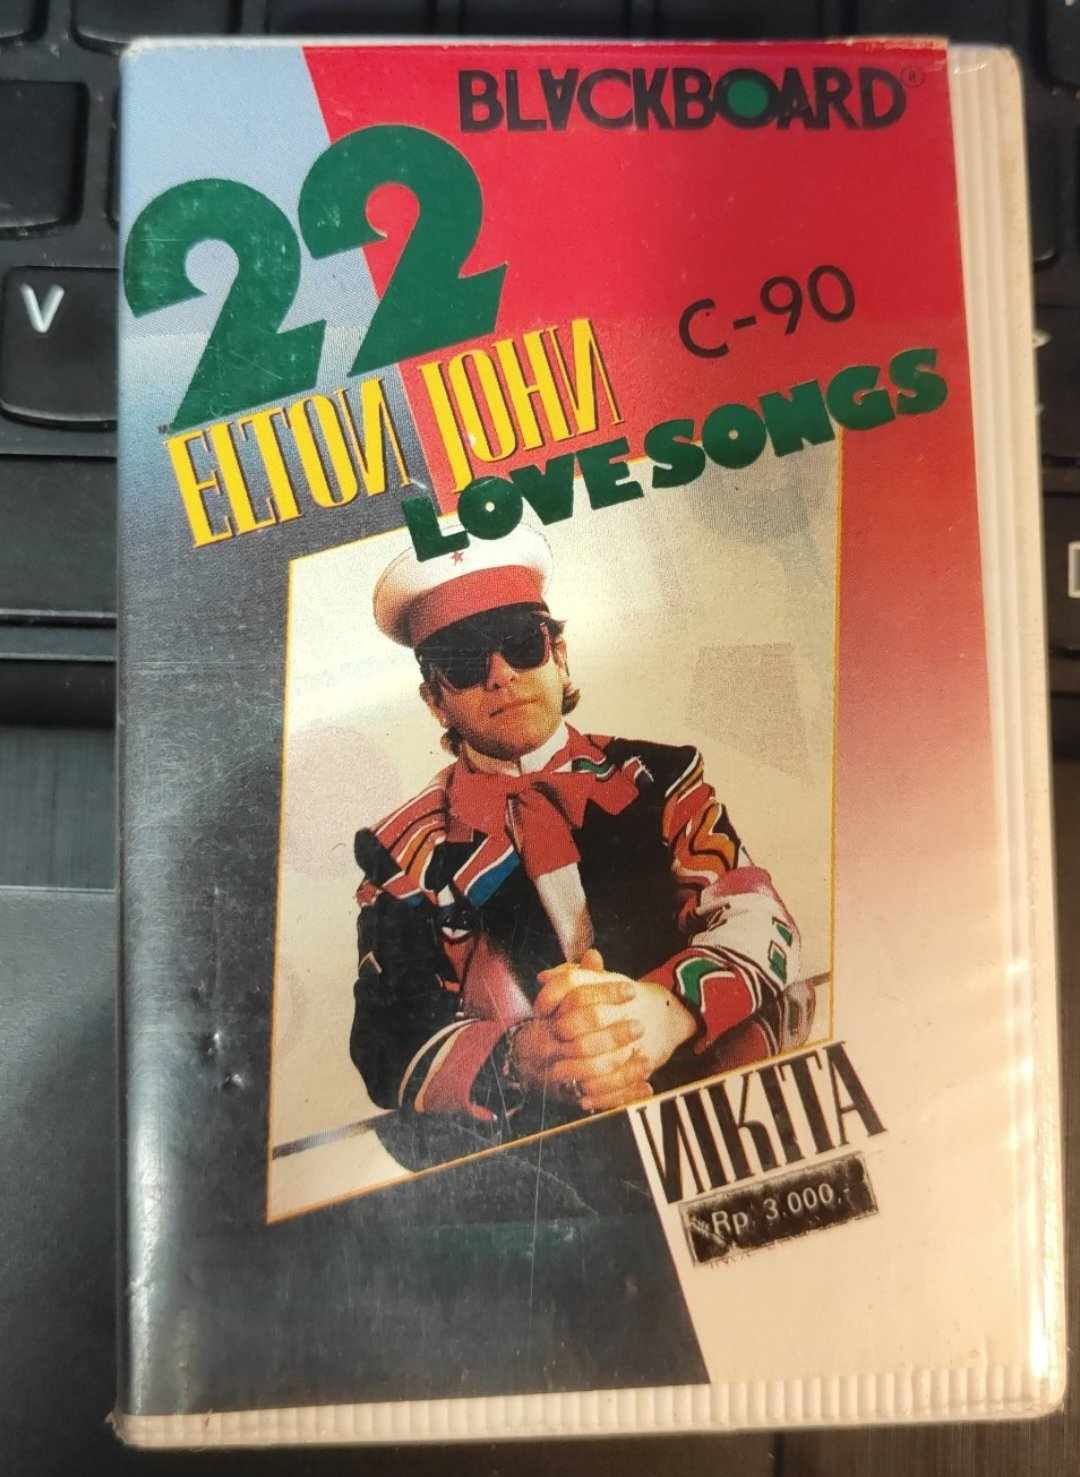 BLACKBOARD®
22
C-90
ELTON JOHN
LOVE SONGS
NIKITA
Rp 3.000,-
V